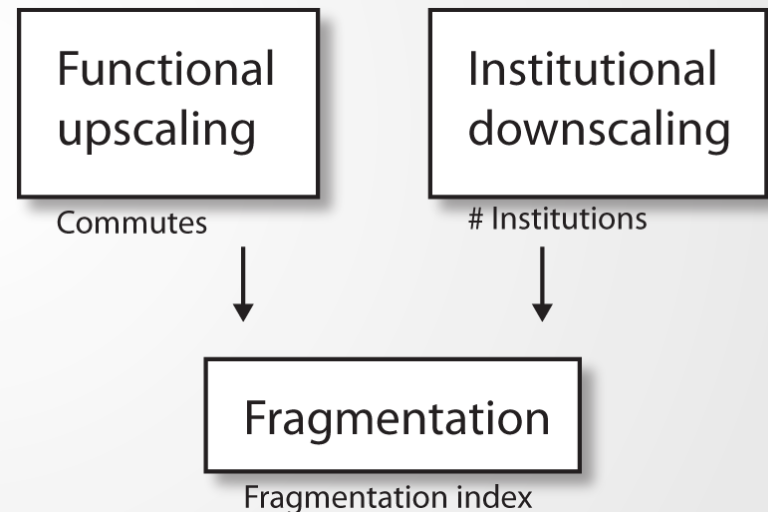 Functional
upscaling
Commutes
Institutional
downscaling
# Institutions
Fragmentation
Fragmentation index